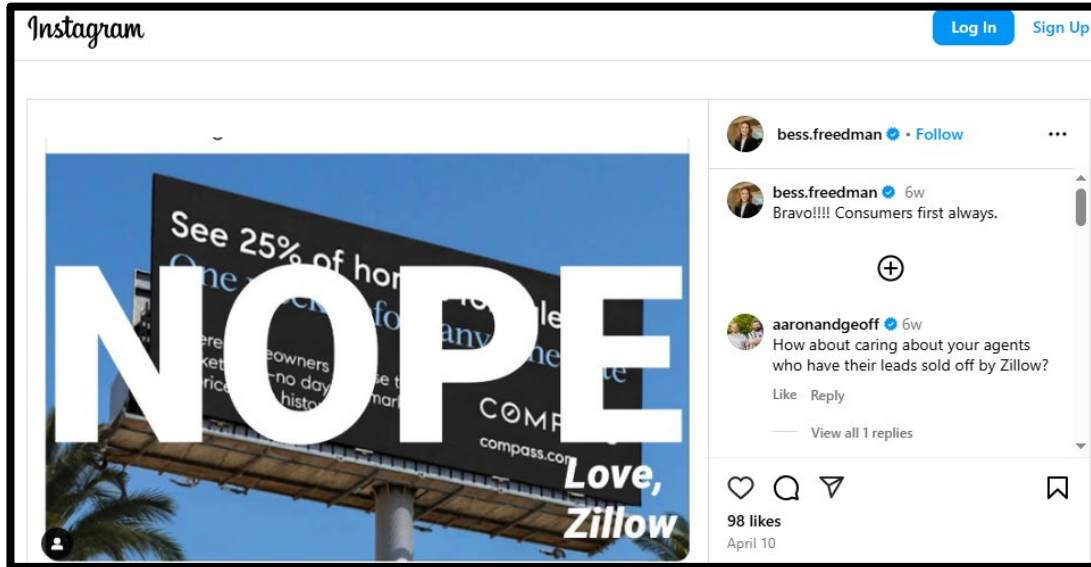 Instagram
Log In
Sign Up
bess.freedman • Follow
bess.freedman 6w
Bravo!!!! Consumers first always.
aaronandgeoff 6w
How about caring about your agents
who have their leads sold off by Zillow?
Like Reply
View all 1 replies
98 likes
April 10
See 25% of
One
NOPE
compass.com
Love,
Zillow